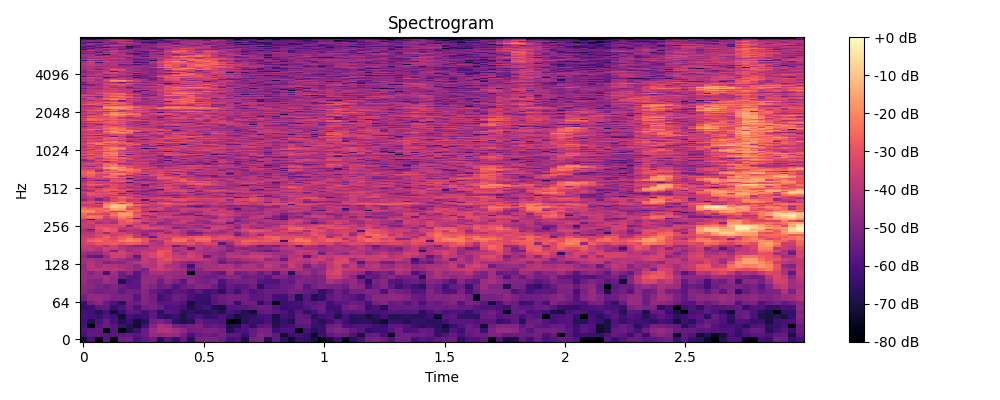 Spectrogram
Hz
4096
2048
1024
512
256
128
64
0
0
0.5
1
1.5
2
2.5
Time
+0 dB
-10 dB
-20 dB
-30 dB
-40 dB
-50 dB
-60 dB
-70 dB
-80 dB